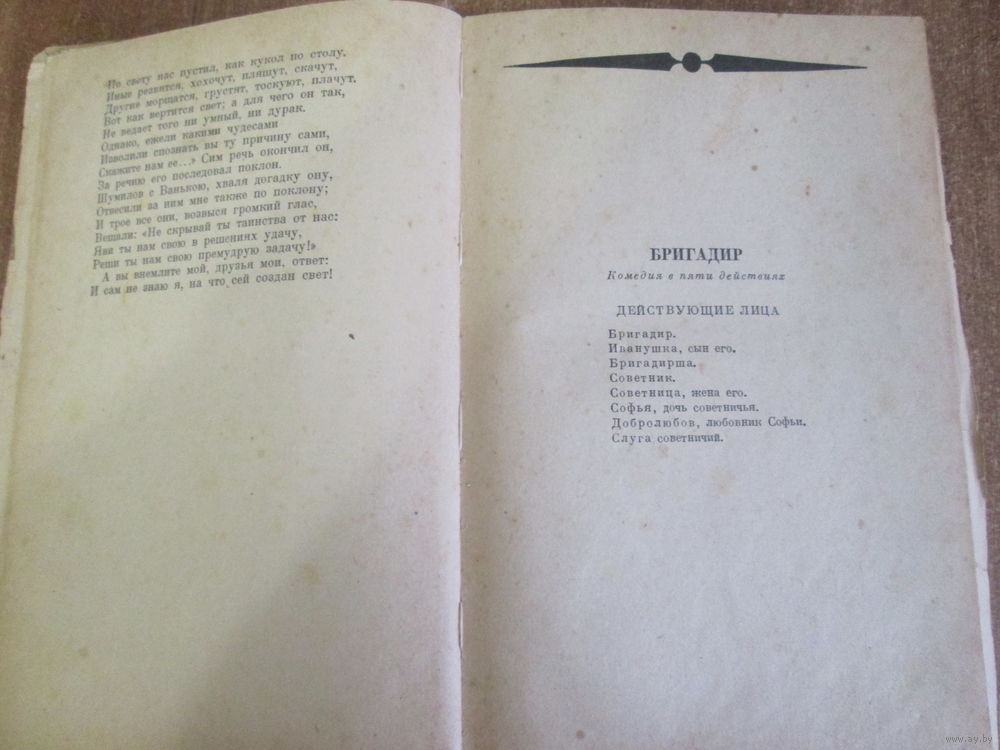 «По свету нас пустил, как кукол по столу.
Иные резвятся, хохочут, пляшут, скачут,
Другие морщатся, грустят, тоскуют, плачут.
Вот как вертится свет; а для чего он так,
Не ведает того ни умный, ни дурак.
Однако, ежели какими чудесами
Изволили спознать вы ту причину сами,
Скажите нам ее...» Сим речь окончил он,
За речию его последовал поклон.
Шумилов с Ванькою, хваля догадку ону,
Отвесили за ним мне также по поклону;
И трое все они, возвыся громкий глас,
Вещали: «Не скрывай ты таинства от нас:
Яви ты нам свою в решениях удачу,
Реши ты нам свою премудрую задачу!»
А вы внемлите мой, друзья мои, ответ:
И сам не знаю я, на что сей создан свет!
БРИГАДИР
Комедия в пяти действиях
ДЕЙСТВУЮЩИЕ ЛИЦА
Бригадир.
Иванушка, сын его.
Бригадирша.
Советник.
Советница, жена его.
Софья, дочь советничья.
Добролюбов, любовник Софьи.
Слуга советничий.
www.ay.by